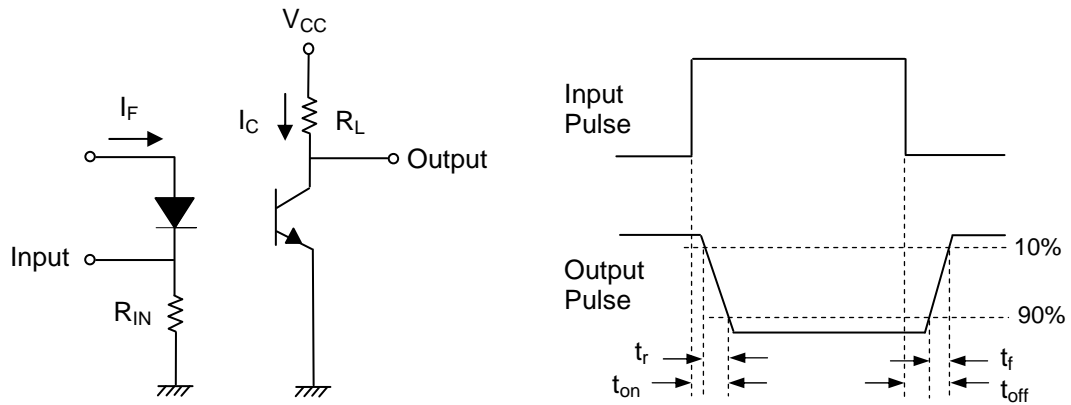 V_CC
I_F
I_C
R_L
Output
Input
R_IN
Input
Pulse
Output
Pulse
10%
90%
t_r
t_f
t_on
t_off